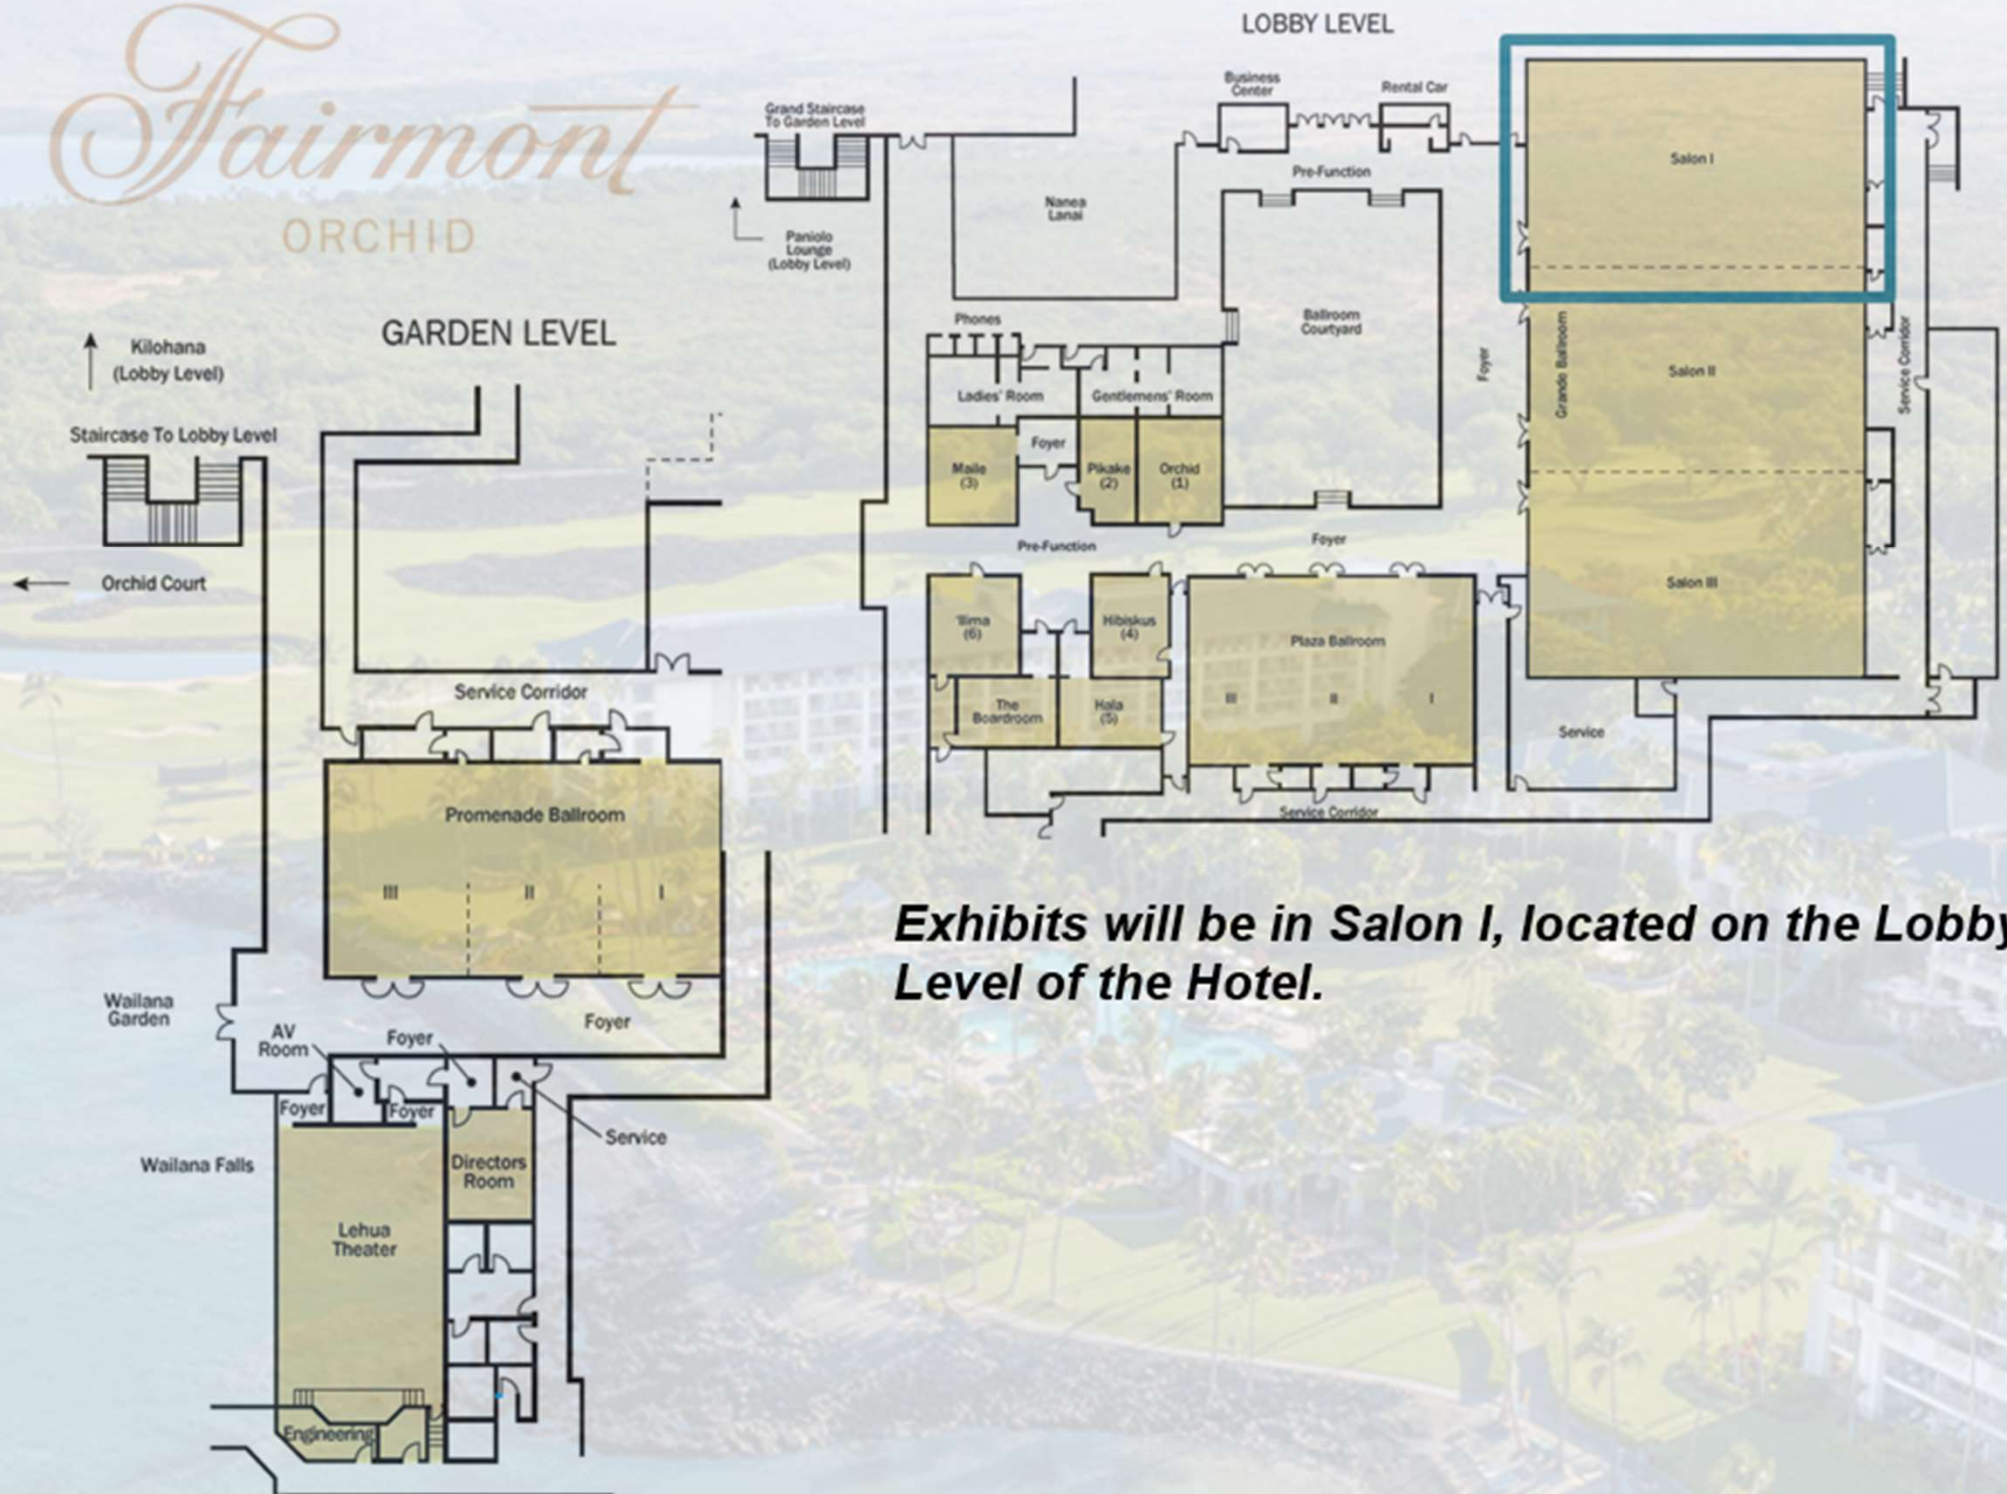 Fairmont
ORCHID
LOBBY LEVEL
Business
Center
Rental Car
Grand Staircase
To Garden Level
Pre-Function
Salon I
Nanea
Lanai
Paniolo
Lounge
(Lobby Level)
Phones
Ballroom
Courtyard
Foyer
Grande Ballroom
Salon II
Service Corridor
Ladies' Room
Gentlemens' Room
Foyer
Maile
(3)
Pikake
(2)
Orchid
(1)
Pre-Function
Foyer
Salon III
'Ilima
(6)
Hibiskus
(4)
Plaza Ballroom
The
Boardroom
Hala
(5)
III
II
I
Service
Service Corridor
GARDEN LEVEL
Kilohana
(Lobby Level)
Staircase To Lobby Level
Orchid Court
Service Corridor
Promenade Ballroom
III
II
I
Exhibits will be in Salon I, located on the Lobby
Level of the Hotel.
Wailana
Garden
AV
Room
Foyer
Foyer
Foyer
Foyer
Service
Wailana Falls
Directors
Room
Lehua
Theater
Engineering